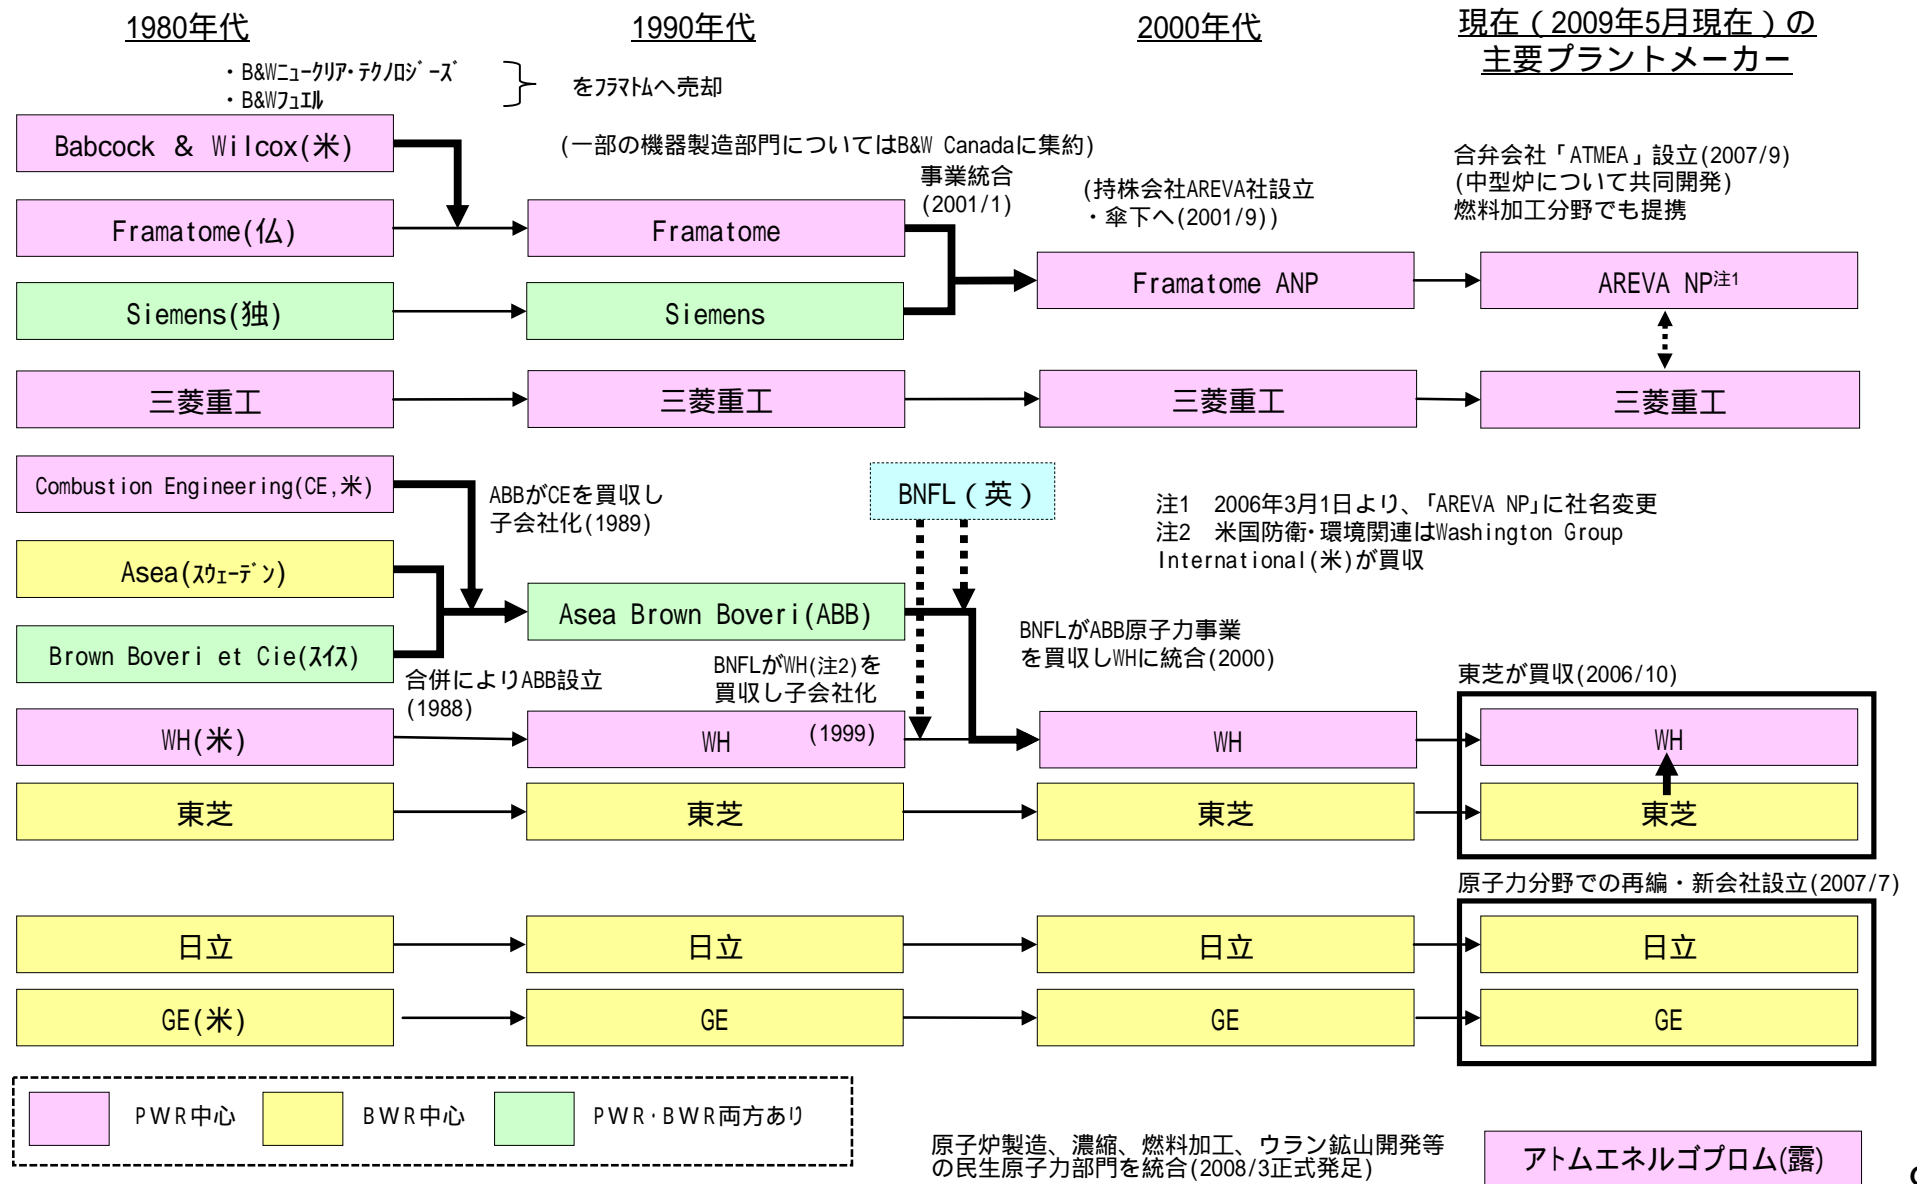 1980年代
1990年代
2000年代
現在（2009年5月現在）の
主要プラントメーカー
・B&Wﾆｭｰｸﾘｱ･ﾃｸﾉﾛｼﾞｰｽﾞ
・B&Wﾌｭｴﾙ
をﾌﾗﾏﾄﾑへ売却
Babcock & Wilcox(米)
(一部の機器製造部門についてはB&W Canadaに集約)
事業統合
(2001/1)
(持株会社AREVA社設立
・傘下へ(2001/9))
合弁会社「ATMEA」設立(2007/9)
(中型炉について共同開発)
燃料加工分野でも提携
Framatome(仏)
Framatome
Framatome ANP
AREVA NP注1
Siemens(独)
Siemens
三菱重工
三菱重工
三菱重工
三菱重工
Combustion Engineering(CE,米)
ABBがCEを買収し
子会社化(1989)
BNFL（英）
注1　2006年3月1日より、「AREVA NP」に社名変更
注2　米国防衛･環境関連はWashington Group
International(米)が買収
Asea(ｽｳｪｰﾃﾞﾝ)
Asea Brown Boveri(ABB)
Brown Boveri et Cie(ｽｲｽ)
合併によりABB設立
(1988)
BNFLがWH(注2)を
買収し子会社化
(1999)
BNFLがABB原子力事業
を買収しWHに統合(2000)
東芝が買収(2006/10)
WH(米)
WH
WH
WH
東芝
東芝
東芝
東芝
原子力分野での再編・新会社設立(2007/7)
日立
日立
日立
日立
GE(米)
GE
GE
GE
ＰＷＲ中心
ＢＷＲ中心
ＰＷＲ･ＢＷＲ両方あり
原子炉製造、濃縮、燃料加工、ウラン鉱山開発等
の民生原子力部門を統合(2008/3正式発足)
アトムエネルゴプロム(露)